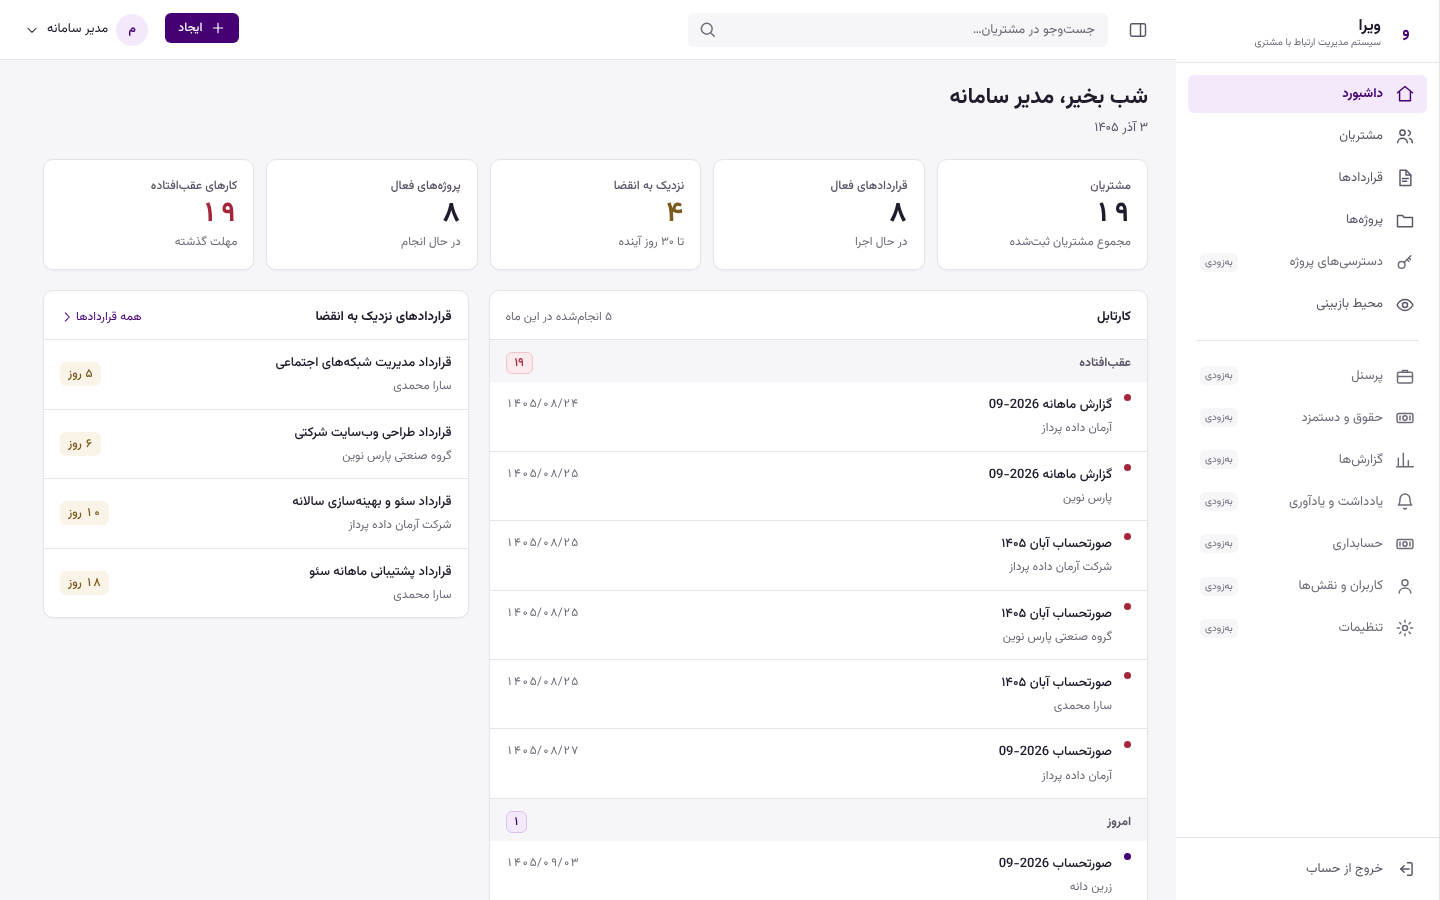 و
ویرا
سیستم مدیریت ارتباط با مشتری
داشبورد
مشتریان
قراردادها
پروژه‌ها
دسترسی‌های پروژه
به‌زودی
محیط بازبینی
پرسنل
به‌زودی
حقوق و دستمزد
به‌زودی
گزارش‌ها
به‌زودی
یادداشت و یادآوری
به‌زودی
حسابداری
به‌زودی
کاربران و نقش‌ها
به‌زودی
تنظیمات
به‌زودی
خروج از حساب
جست‌وجو در مشتریان...
ایجاد
م
مدیر سامانه
شب بخیر، مدیر سامانه
۳ آذر ۱۴۰۵
مشتریان
۱۹
مجموع مشتریان ثبت‌شده
قراردادهای فعال
۸
در حال اجرا
نزدیک به انقضا
۴
تا ۳۰ روز آینده
پروژه‌های فعال
۸
در حال انجام
کارهای عقب‌افتاده
۱۹
مهلت گذشته
کارتابل
۵ انجام‌شده در این ماه
عقب‌افتاده
۱۹
گزارش ماهانه 2026-09
۱۴۰۵/۰۸/۲۴
آرمان داده پرداز
گزارش ماهانه 2026-09
۱۴۰۵/۰۸/۲۵
پارس نوین
صورتحساب آبان ۱۴۰۵
۱۴۰۵/۰۸/۲۵
شرکت آرمان داده پرداز
صورتحساب آبان ۱۴۰۵
۱۴۰۵/۰۸/۲۵
گروه صنعتی پارس نوین
صورتحساب آبان ۱۴۰۵
۱۴۰۵/۰۸/۲۵
سارا محمدی
صورتحساب 2026-09
۱۴۰۵/۰۸/۲۷
آرمان داده پرداز
امروز
۱
صورتحساب 2026-09
۱۴۰۵/۰۹/۰۳
زرین دانه
قراردادهای نزدیک به انقضا
همه قراردادها
قرارداد مدیریت شبکه‌های اجتماعی
۵ روز
سارا محمدی
قرارداد طراحی وب‌سایت شرکتی
۶ روز
گروه صنعتی پارس نوین
قرارداد سئو و بهینه‌سازی سالانه
۱۰ روز
شرکت آرمان داده پرداز
قرارداد پشتیبانی ماهانه سئو
۱۸ روز
سارا محمدی